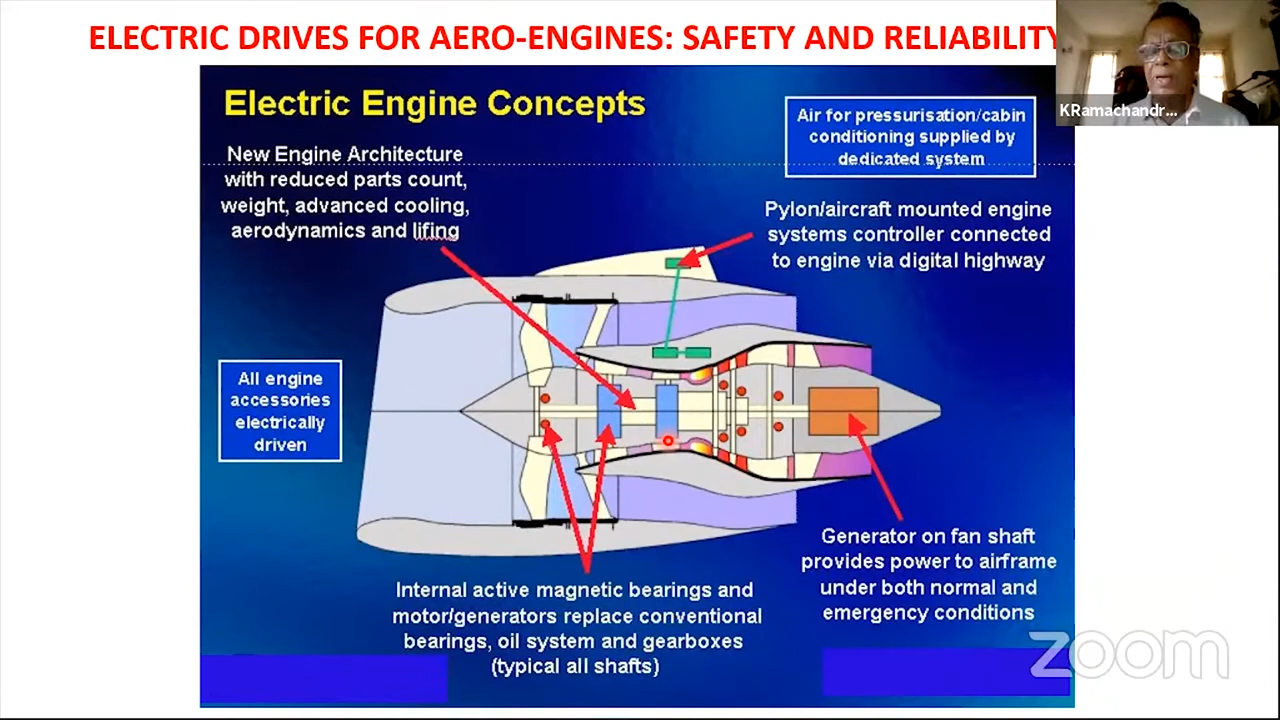 ELECTRIC DRIVES FOR AERO-ENGINES: SAFETY AND RELIABILITY
KRamachandr...
Electric Engine Concepts
Air for pressurisation/cabin
conditioning supplied by
dedicated system
New Engine Architecture
with reduced parts count,
weight, advanced cooling,
aerodynamics and lifing
Pylon/aircraft mounted engine
systems controller connected
to engine via digital highway
All engine
accessories
electrically
driven
Generator on fan shaft
provides power to airframe
under both normal and
emergency conditions
Internal active magnetic bearings and
motor/generators replace conventional
bearings, oil system and gearboxes
(typical all shafts)
zoom